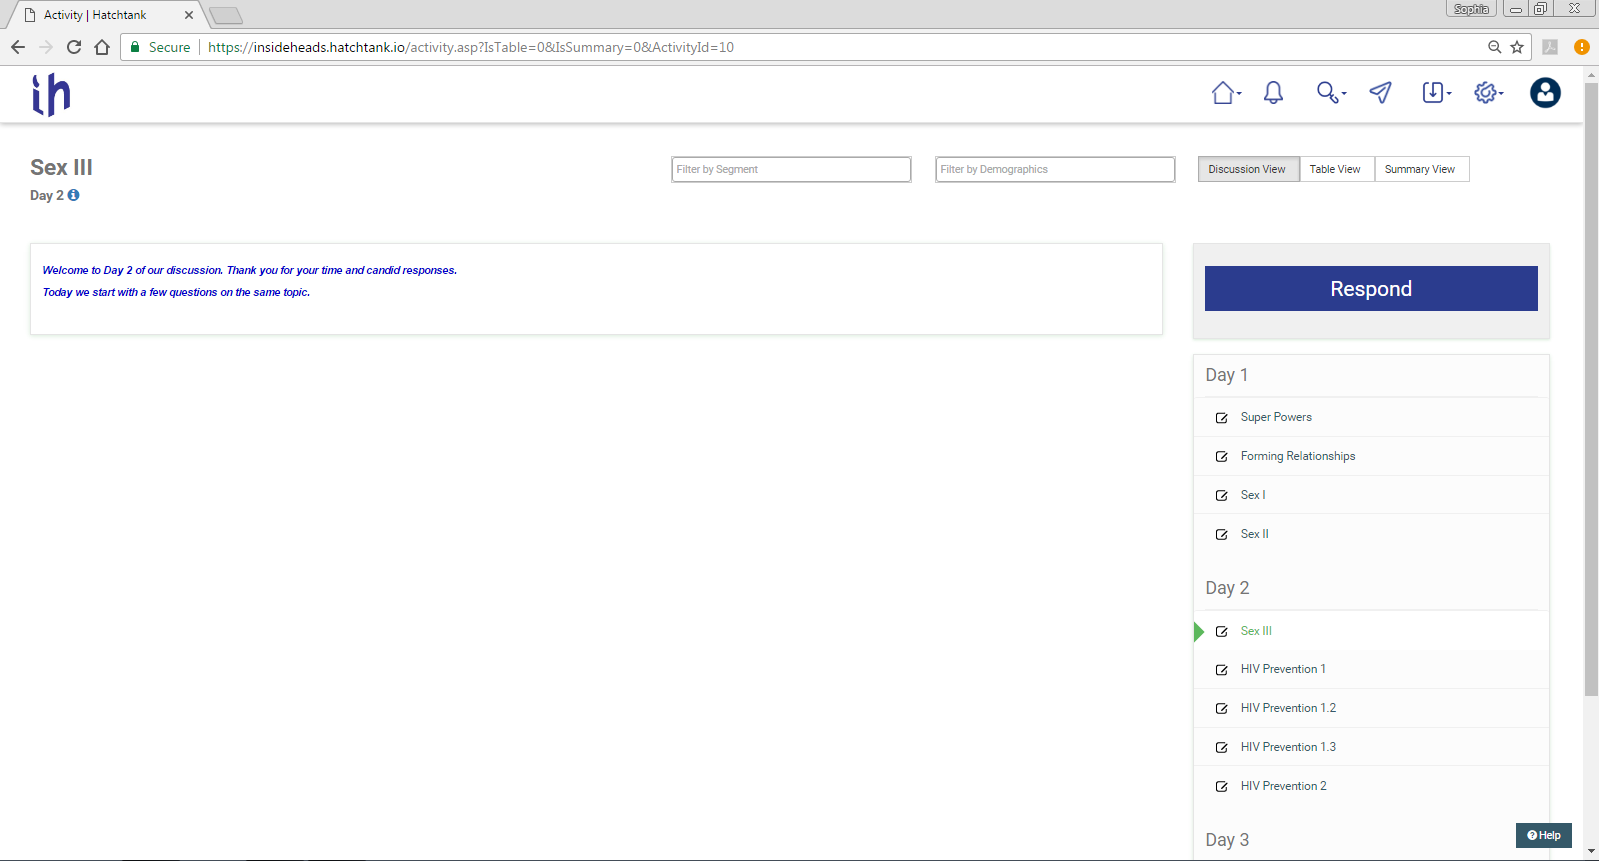 Activity | Hatchtank
Sophia
Secure
https://insideheads.hatchtank.io/activity.asp?IsTable=0&IsSummary=0&ActivityId=10
ih
Sex III
Day 2
Filter by Segment
Filter by Demographics
Discussion View
Table View
Summary View
Welcome to Day 2 of our discussion. Thank you for your time and candid responses.
Today we start with a few questions on the same topic.
Respond
Day 1
Super Powers
Forming Relationships
Sex I
Sex II
Day 2
Sex III
HIV Prevention 1
HIV Prevention 1.2
HIV Prevention 1.3
HIV Prevention 2
Day 3
Help